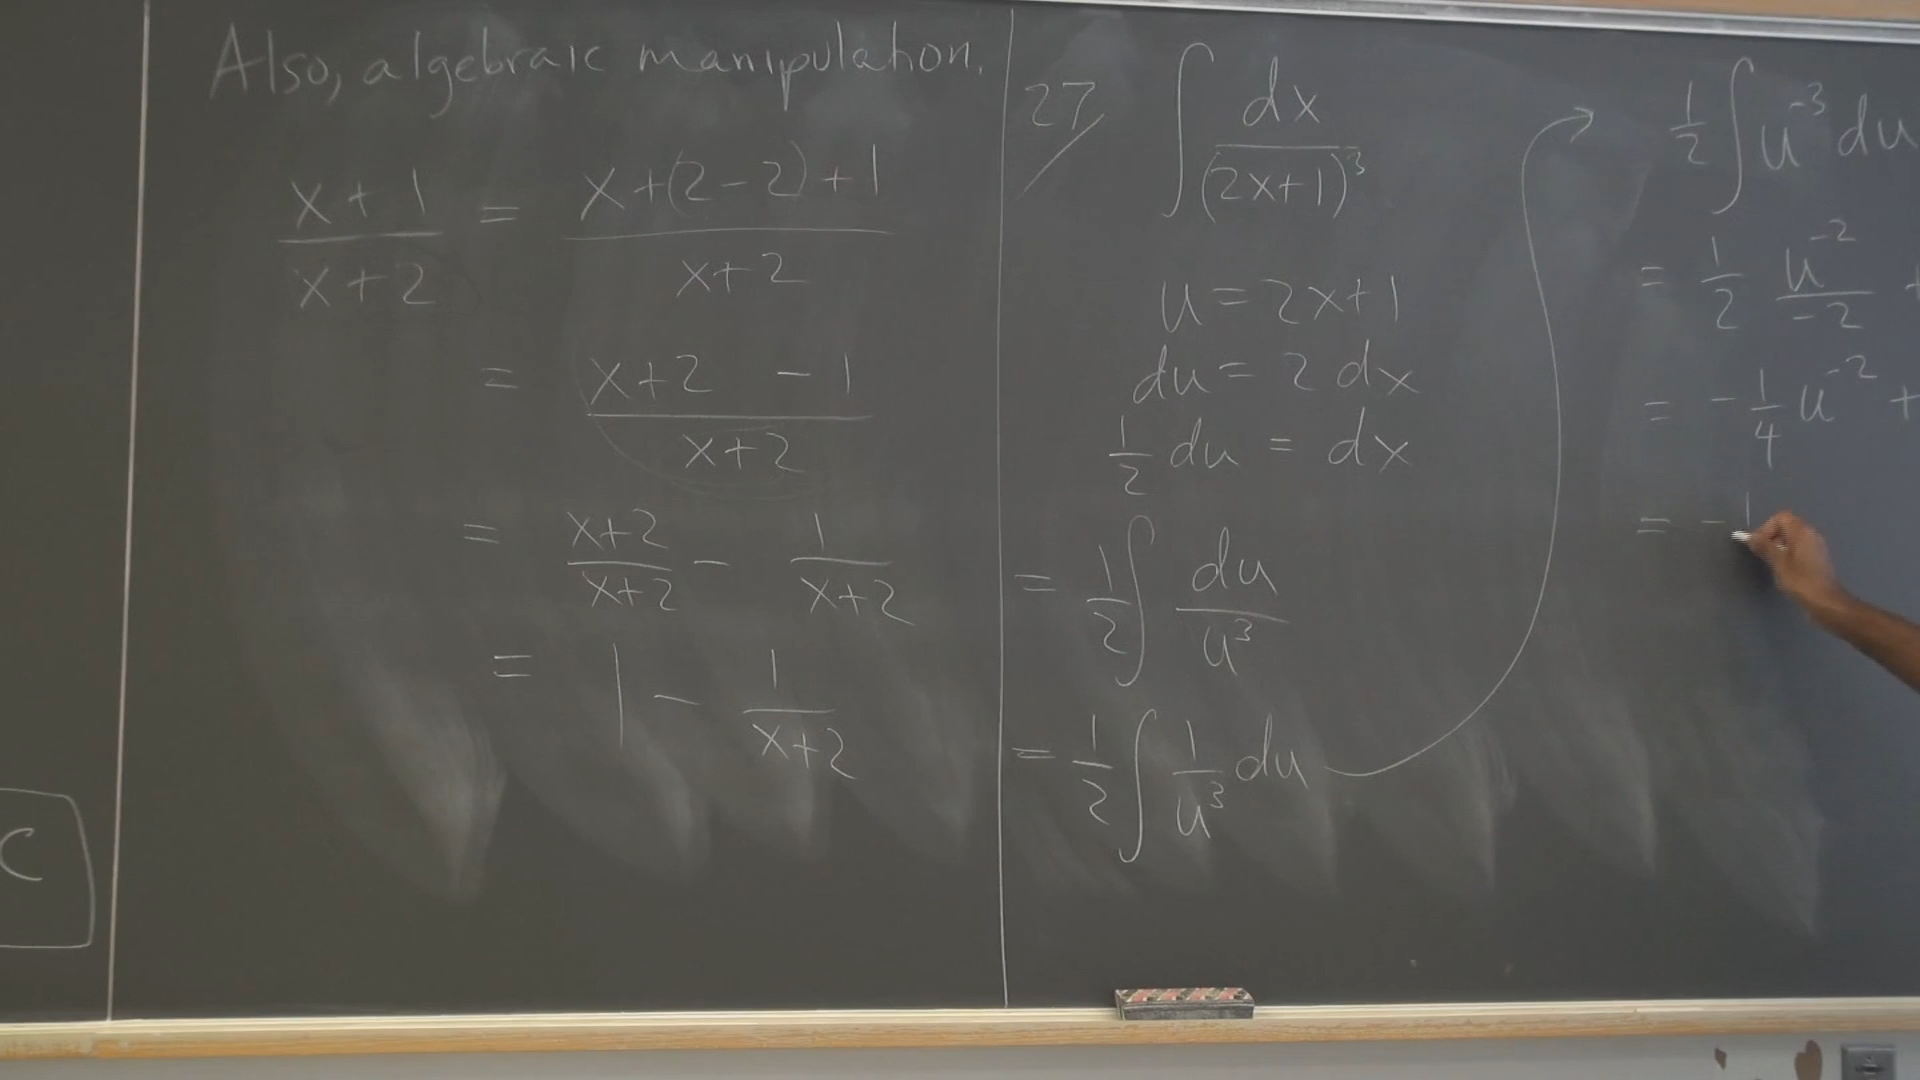 Also, algebraic manipulation.
(x+1)/(x+2) = (x+(2-2)+1)/(x+2)
= (x+2 -1)/(x+2)
= (x+2)/(x+2) - 1/(x+2)
= 1 - 1/(x+2)
C
27/ ∫ dx/(2x+1)³
u = 2x+1
du = 2 dx
1/2 du = dx
= 1/2 ∫ du/u³
= 1/2 ∫ 1/u³ du
1/2 ∫ u⁻³ du
= 1/2 u⁻²/-2 +
= -1/4 u⁻² +
= - 1